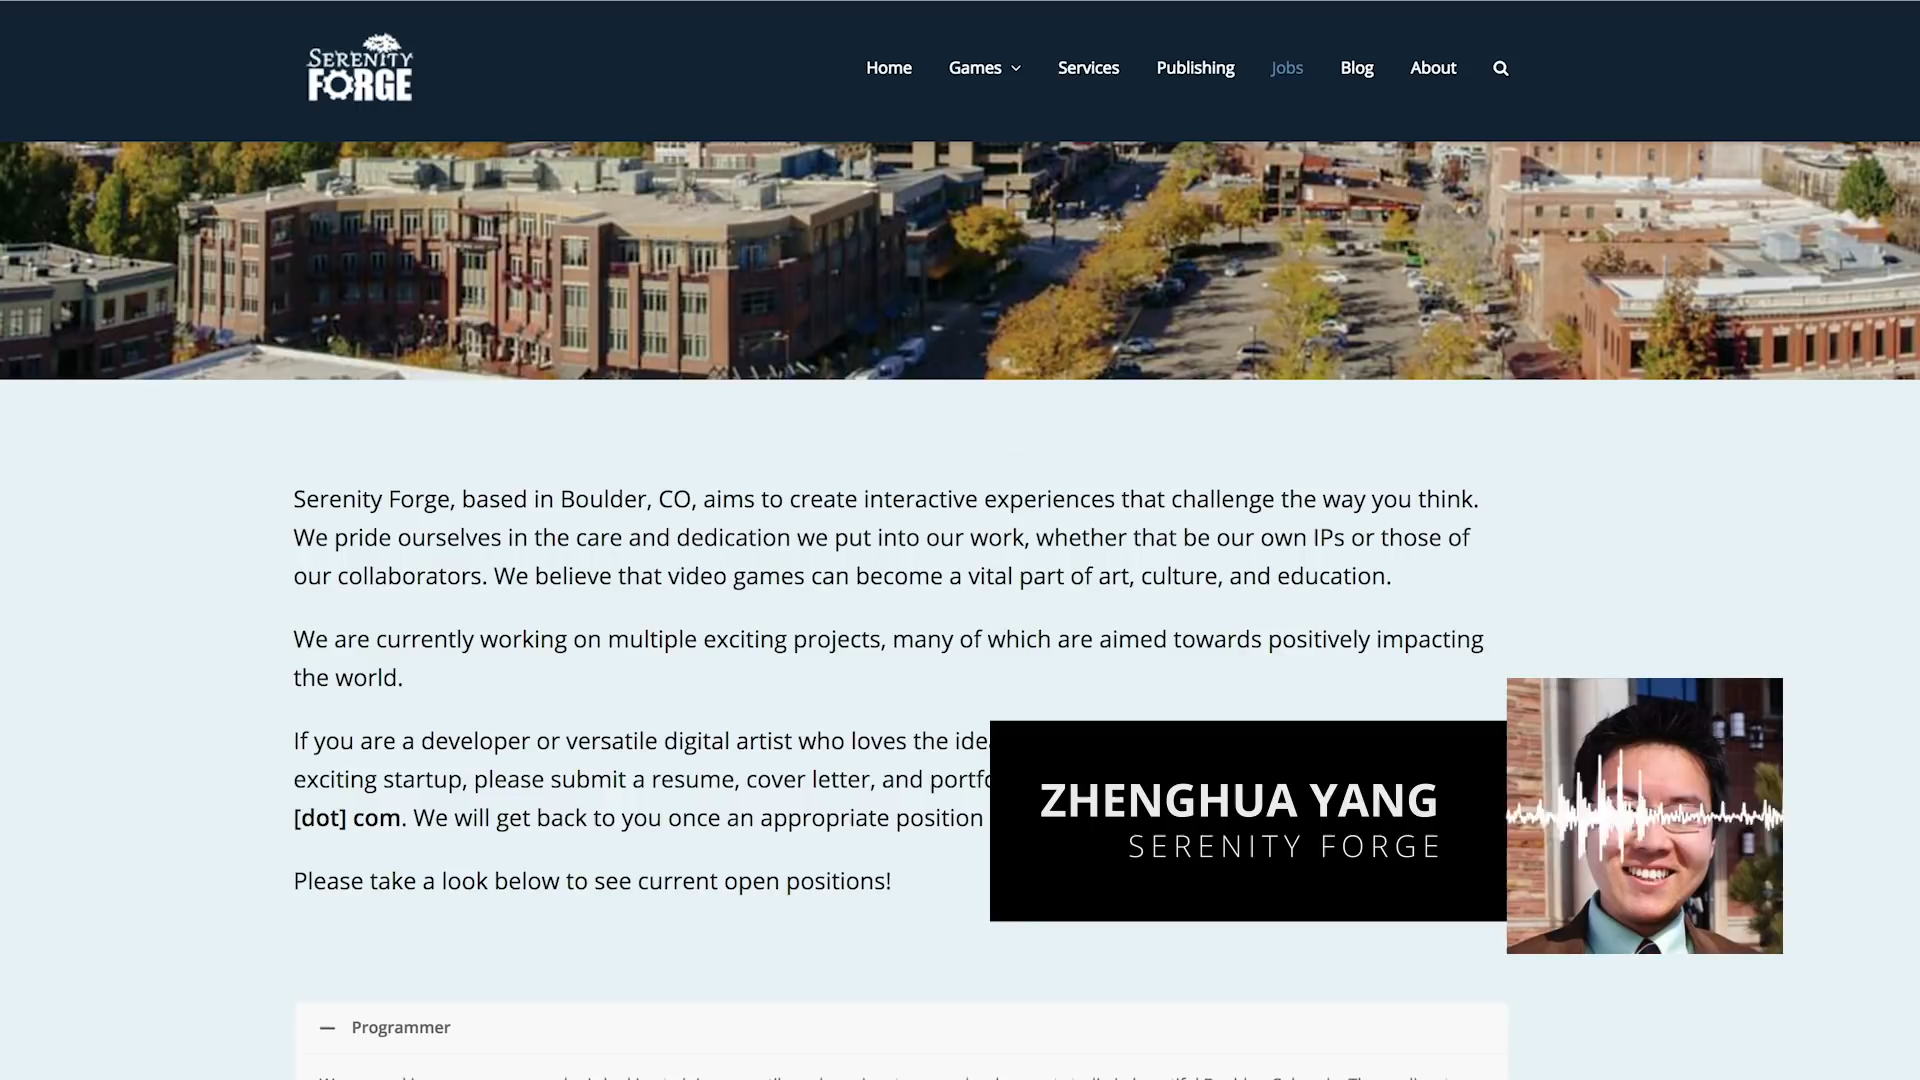 SERENITY
FORGE
Home Games Services Publishing Jobs Blog About
Serenity Forge, based in Boulder, CO, aims to create interactive experiences that challenge the way you think.
We pride ourselves in the care and dedication we put into our work, whether that be our own IPs or those of
our collaborators. We believe that video games can become a vital part of art, culture, and education.
We are currently working on multiple exciting projects, many of which are aimed towards positively impacting
the world.
If you are a developer or versatile digital artist who loves the
exciting startup, please submit a resume, cover letter, and
[dot] com. We will get back to you once an appropriate position
Please take a look below to see current open positions!
ZHENGHUA YANG
SERENITY FORGE
Programmer